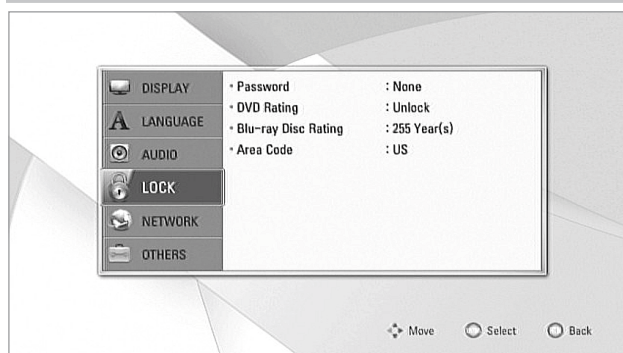 DISPLAY
LANGUAGE
AUDIO
LOCK
NETWORK
OTHERS
• Password : None
• DVD Rating : Unlock
• Blu-ray Disc Rating : 255 Year(s)
• Area Code : US
Move Select Back